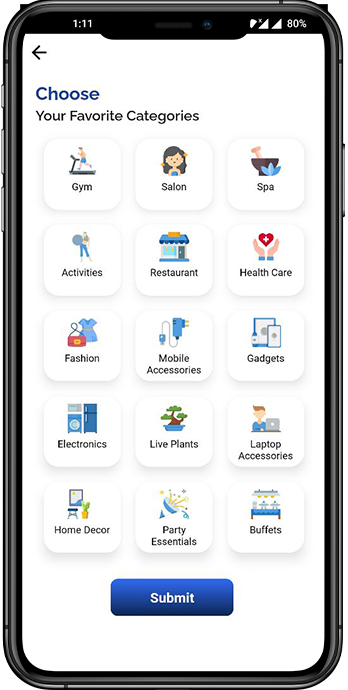 1:11
80%
Choose
Your Favorite Categories
Gym
Salon
Spa
Activities
Restaurant
Health Care
Fashion
Mobile
Accessories
Gadgets
Electronics
Live Plants
Laptop
Accessories
Home Decor
Party
Essentials
Buffets
Submit